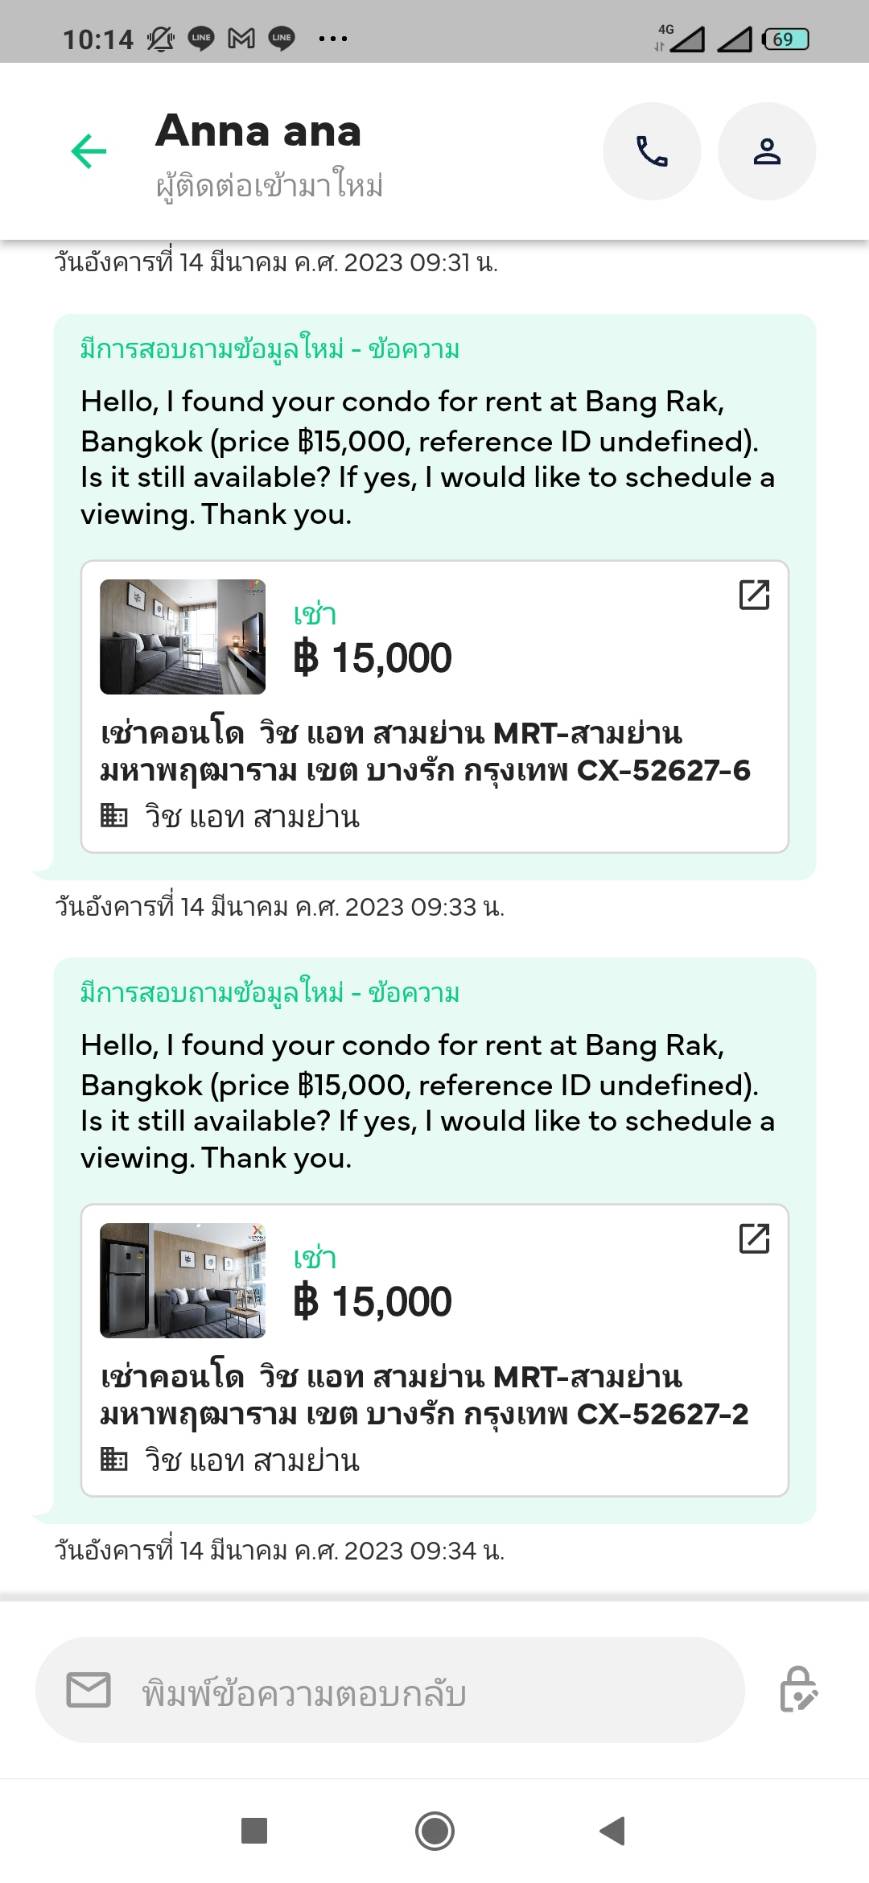 10:14 LINE LINE ... 4G 69
Anna ana
ผู้ติดต่อเข้ามาใหม่
วันอังคารที่ 14 มีนาคม ค.ศ. 2023 09:31 น.
มีการสอบถามข้อมูลใหม่ - ข้อความ
Hello, I found your condo for rent at Bang Rak,
Bangkok (price ฿15,000, reference ID undefined).
Is it still available? If yes, I would like to schedule a
viewing. Thank you.
เช่า
฿ 15,000
เช่าคอนโด วิช แอท สามย่าน MRT-สามย่าน
มหาพฤฒาราม เขต บางรัก กรุงเทพ CX-52627-6
วิช แอท สามย่าน
วันอังคารที่ 14 มีนาคม ค.ศ. 2023 09:33 น.
มีการสอบถามข้อมูลใหม่ - ข้อความ
Hello, I found your condo for rent at Bang Rak,
Bangkok (price ฿15,000, reference ID undefined).
Is it still available? If yes, I would like to schedule a
viewing. Thank you.
เช่า
฿ 15,000
เช่าคอนโด วิช แอท สามย่าน MRT-สามย่าน
มหาพฤฒาราม เขต บางรัก กรุงเทพ CX-52627-2
วิช แอท สามย่าน
วันอังคารที่ 14 มีนาคม ค.ศ. 2023 09:34 น.
พิมพ์ข้อความตอบกลับ